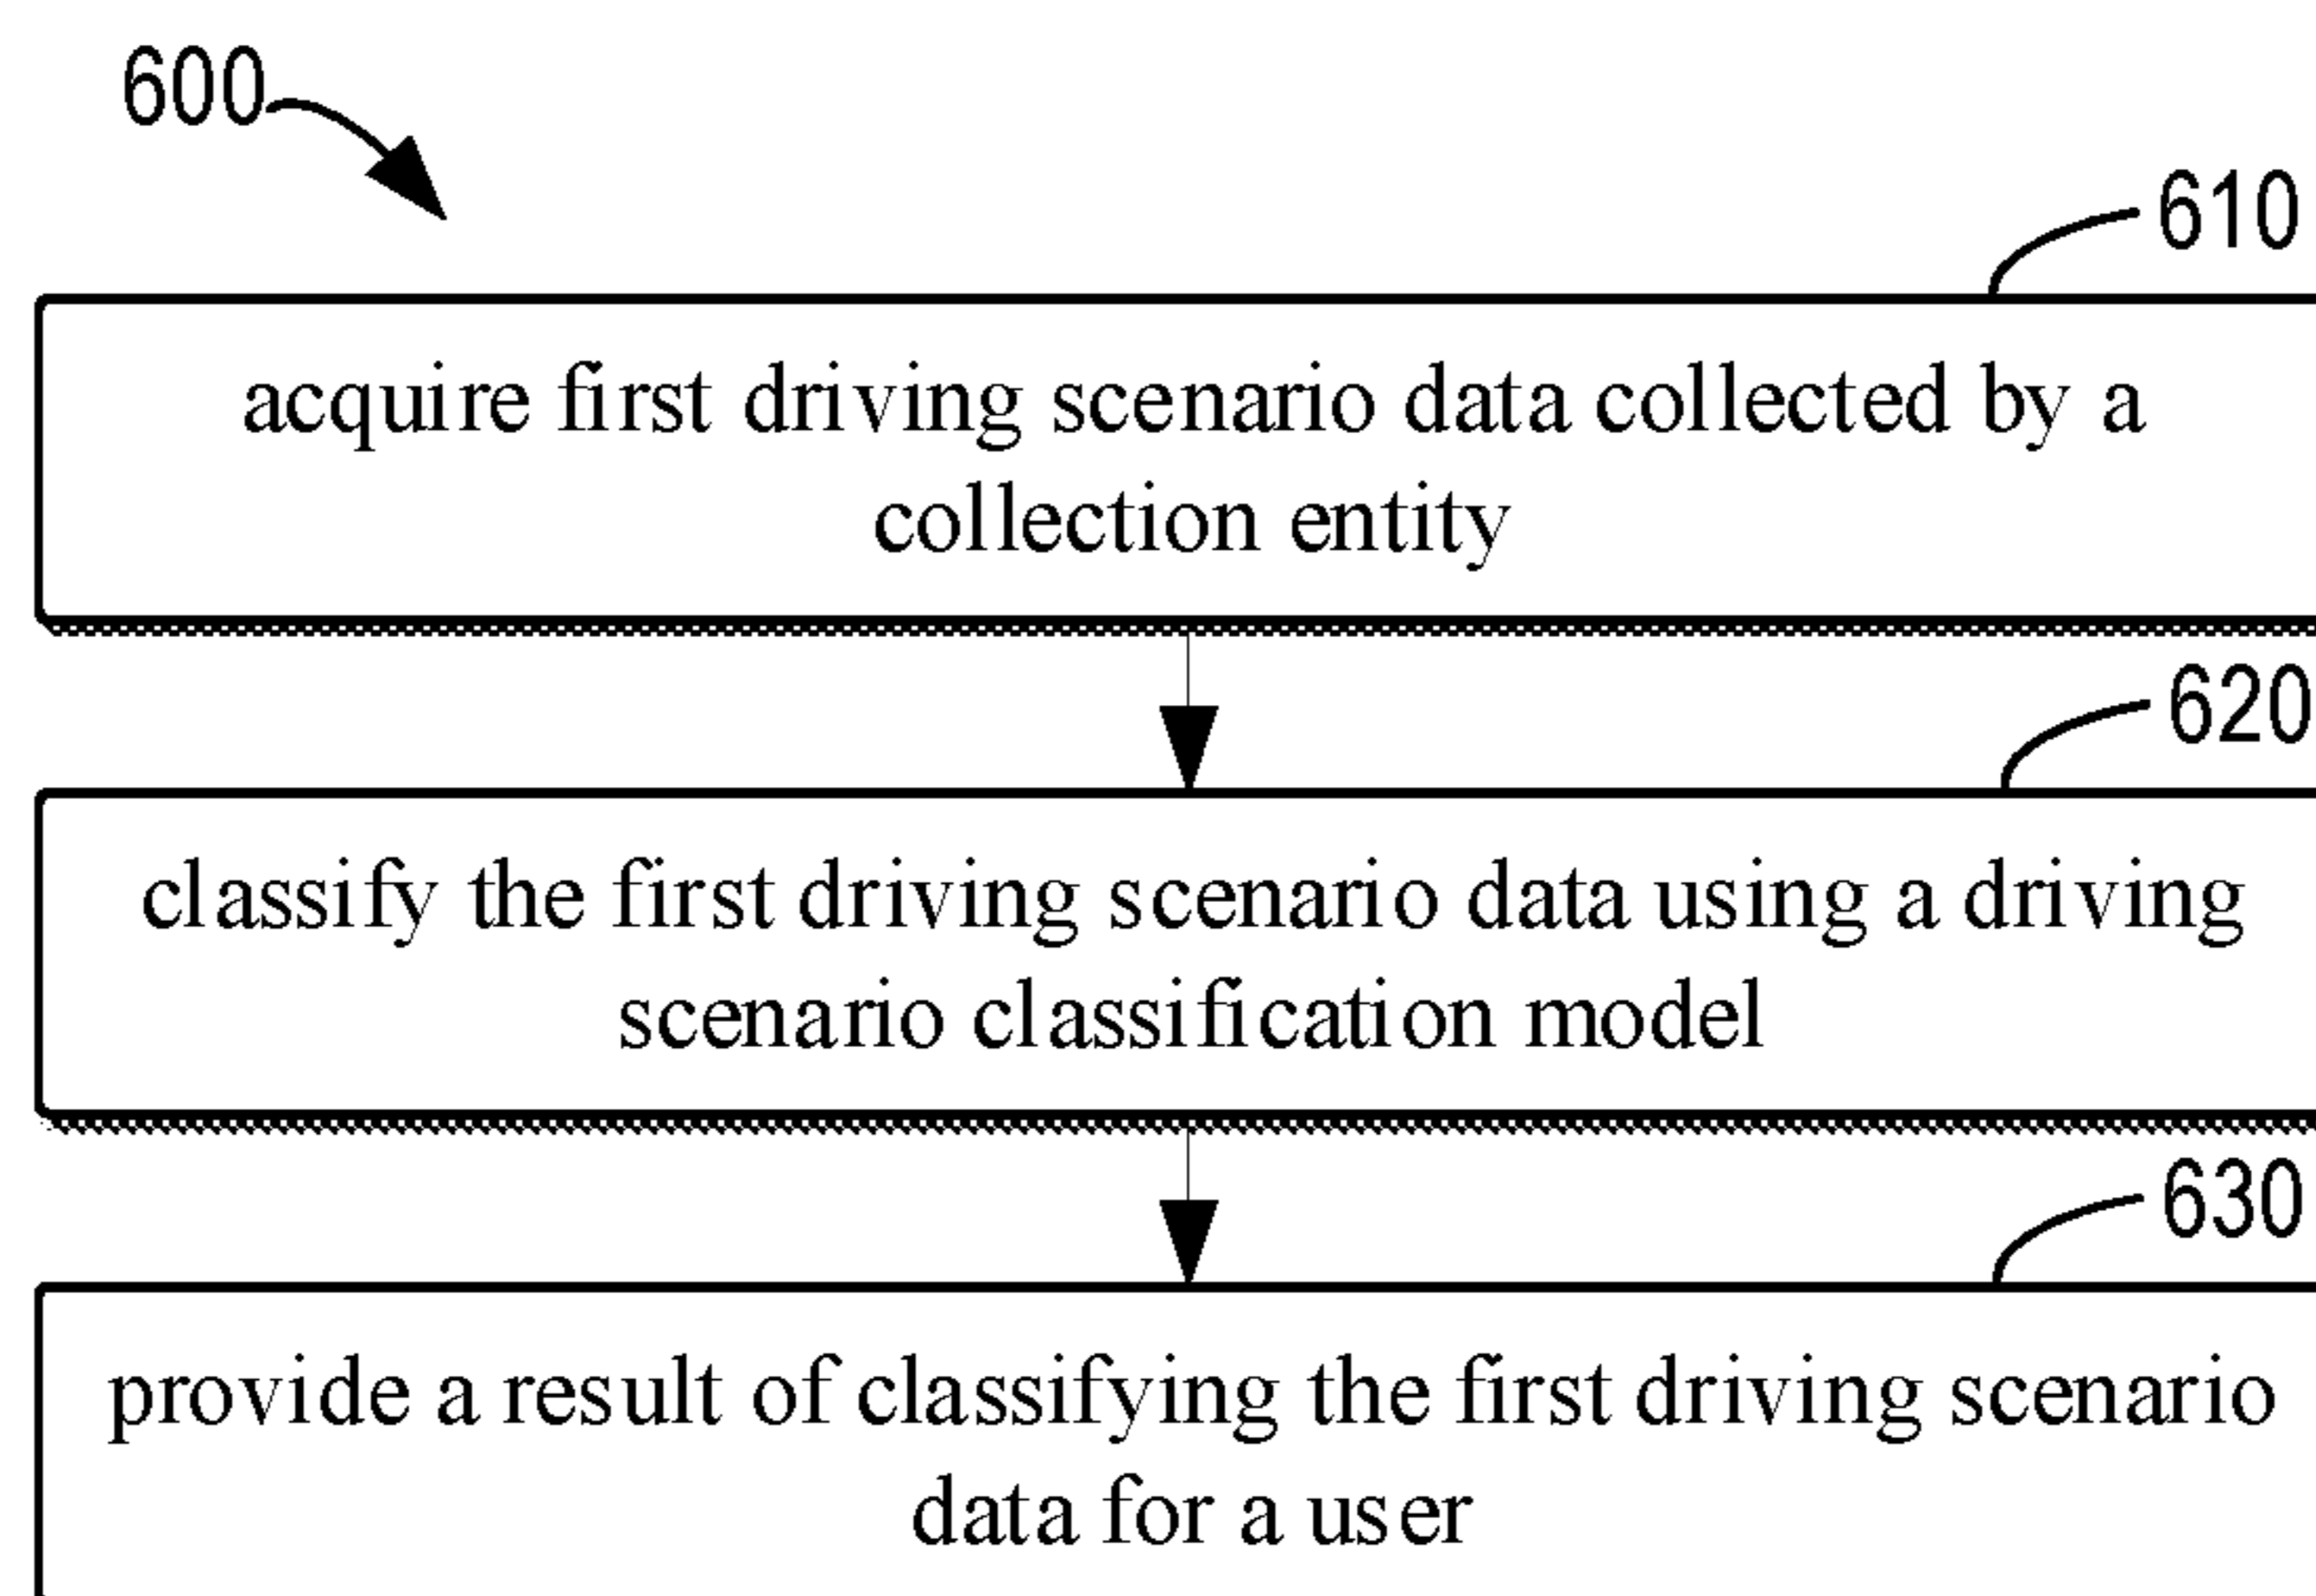 600
610
acquire first driving scenario data collected by a
collection entity
620
classify the first driving scenario data using a driving
scenario classification model
630
provide a result of classifying the first driving scenario
data for a user